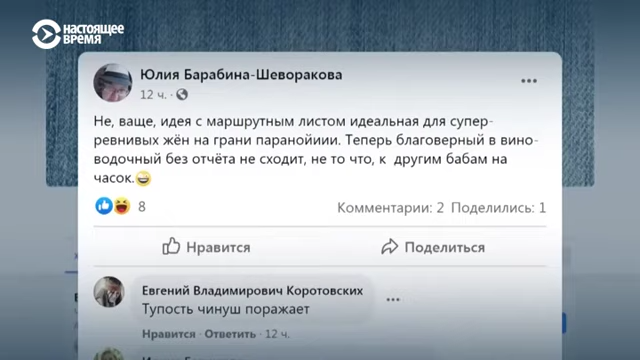 НАСТОЯЩЕЕ
ВРЕМЯ
Юлия Барабина-Шеворакова
12 ч. ·
Не, ваще, идея с маршрутным листом идеальная для супер-
ревнивых жён на грани паранойиии. Теперь благоверный в вино-
водочный без отчёта не сходит, не то что, к другим бабам на
часок.
8
Комментарии: 2 Поделились: 1
Нравится
Поделиться
Евгений Владимирович Коротовских
Тупость чинуш поражает
Нравится · Ответить · 12 ч.